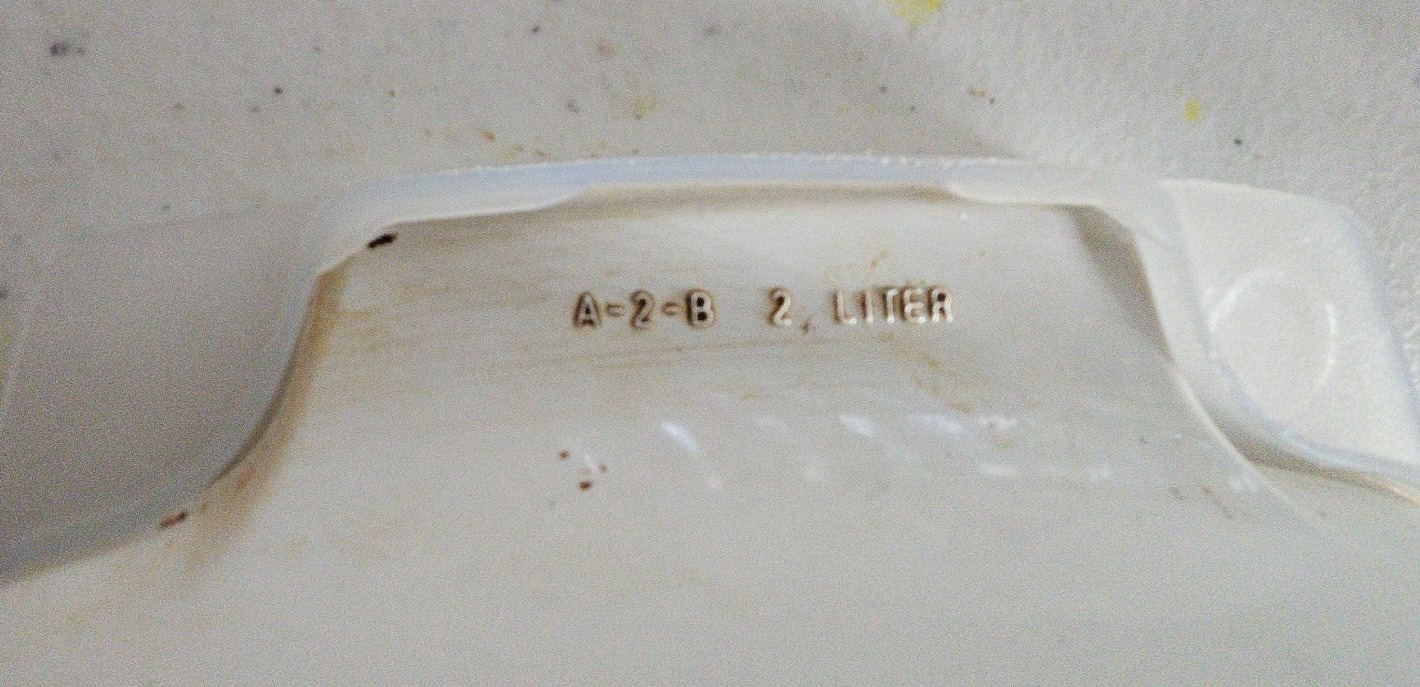 A-2-B 2, LITER